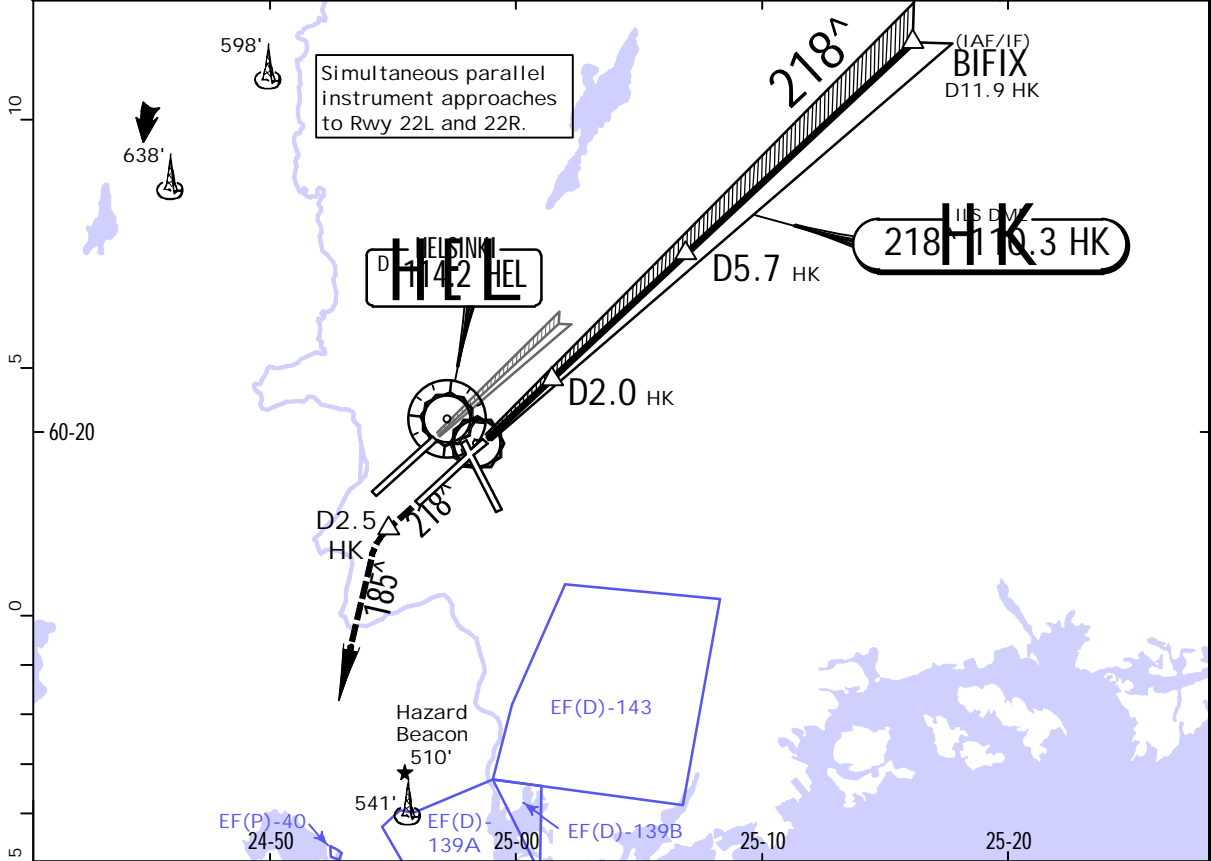 598'
Simultaneous parallel
instrument approaches
to Rwy 22L and 22R.
218^
(IAF/IF)
BIFIX
D11.9 HK
10
638'
ILS DME
218^ 110.3 HK
H K
HELSINKI
D 114.2 HEL
H E L
D5.7 HK
5
D2.0 HK
60-20
218^
D2.5
HK
185^
0
EF(D)-143
Hazard
Beacon
510'
541'
EF(P)-40
EF(D)-
139A
EF(D)-139B
5
24-50
25-00
25-10
25-20